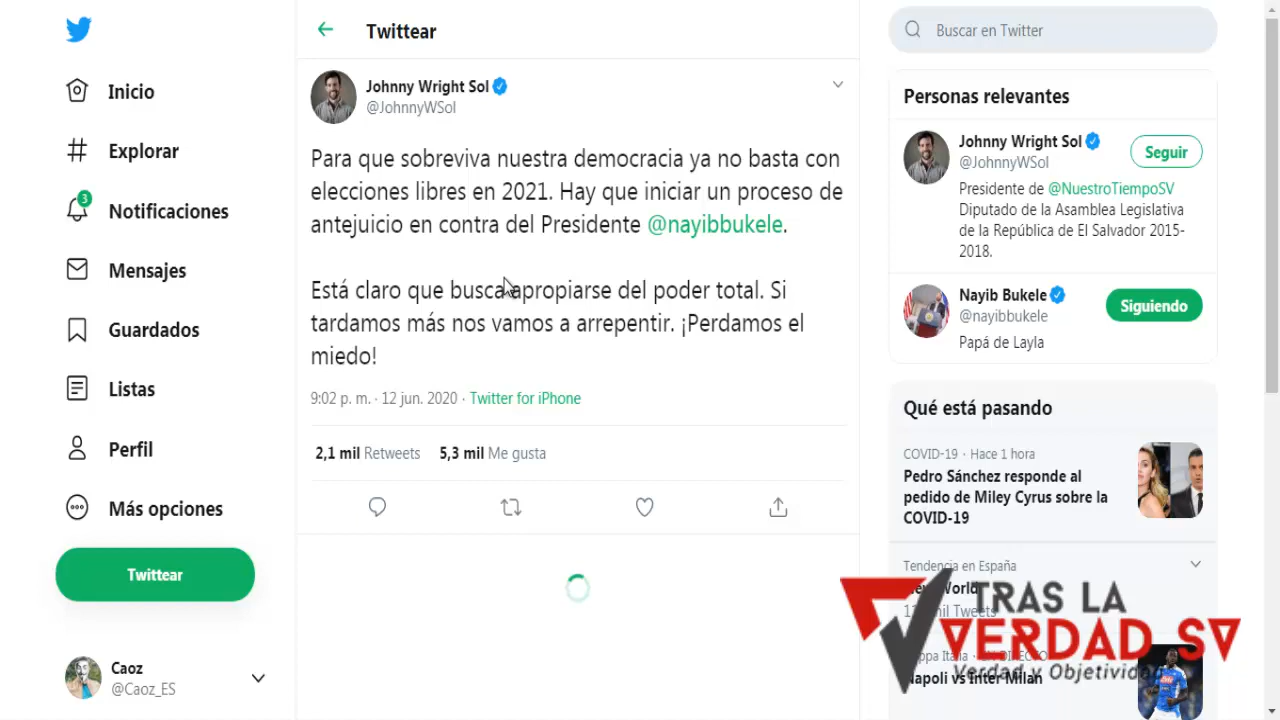 Inicio
Explorar
3
Notificaciones
Mensajes
Guardados
Listas
Perfil
Más opciones
Twittear
Caoz
@Caoz_ES
Twittear
Johnny Wright Sol
@JohnnyWSol
Para que sobreviva nuestra democracia ya no basta con
elecciones libres en 2021. Hay que iniciar un proceso de
antejuicio en contra del Presidente @nayibbukele.
Está claro que busca apropiarse del poder total. Si
tardamos más nos vamos a arrepentir. ¡Perdamos el
miedo!
9:02 p. m. · 12 jun. 2020 · Twitter for iPhone
2,1 mil Retweets 5,3 mil Me gusta
Buscar en Twitter
Personas relevantes
Johnny Wright Sol
@JohnnyWSol
Seguir
Presidente de @NuestroTiempoSV
Diputado de la Asamblea Legislativa
de la República de El Salvador 2015-
2018.
Nayib Bukele
@nayibbukele
Siguiendo
Papá de Layla
Qué está pasando
COVID-19 · Hace 1 hora
Pedro Sánchez responde al
pedido de Miley Cyrus sobre la
COVID-19
Tendencia en España
World
mil Tweets
Italia
Napoli vs Inter Milan
TRAS LA
VERDAD SV
Verdad y Objetividad